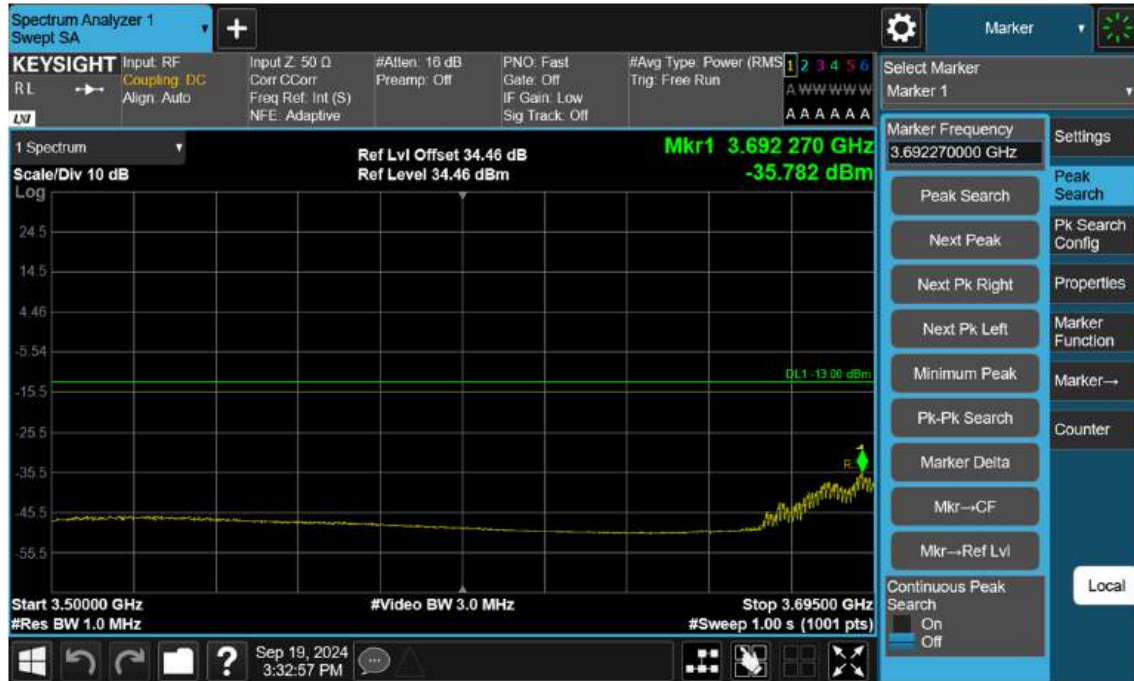 Spectrum Analyzer 1
Swept SA
Marker
KEYSIGHT
RL
LXI
Input: RF
Coupling: DC
Align: Auto
Input Z: 50 Ω
Corr CCorr
Freq Ref: Int (S)
NFE: Adaptive
#Atten: 16 dB
Preamp: Off
PNO: Fast
Gate: Off
IF Gain: Low
Sig Track: Off
#Avg Type: Power (RMS
Trig: Free Run
1 2 3 4 5 6
A W W W W W
A A A A A A
Select Marker
Marker 1
1 Spectrum
Scale/Div 10 dB
Log
Ref Lvl Offset 34.46 dB
Ref Level 34.46 dBm
Mkr1 3.692 270 GHz
-35.782 dBm
24.5
14.5
4.46
-5.54
-15.5
-25.5
-35.5
-45.5
-55.5
DL1 -13.00 dBm
R...
1
Start 3.50000 GHz
#Res BW 1.0 MHz
#Video BW 3.0 MHz
Stop 3.69500 GHz
#Sweep 1.00 s (1001 pts)
Marker Frequency
3.692270000 GHz
Peak Search
Next Peak
Next Pk Right
Next Pk Left
Minimum Peak
Pk-Pk Search
Marker Delta
Mkr→CF
Mkr→Ref Lvl
Continuous Peak
Search
On
Off
Settings
Peak
Search
Pk Search
Config
Properties
Marker
Function
Marker→
Counter
Local
?
Sep 19, 2024
3:32:57 PM